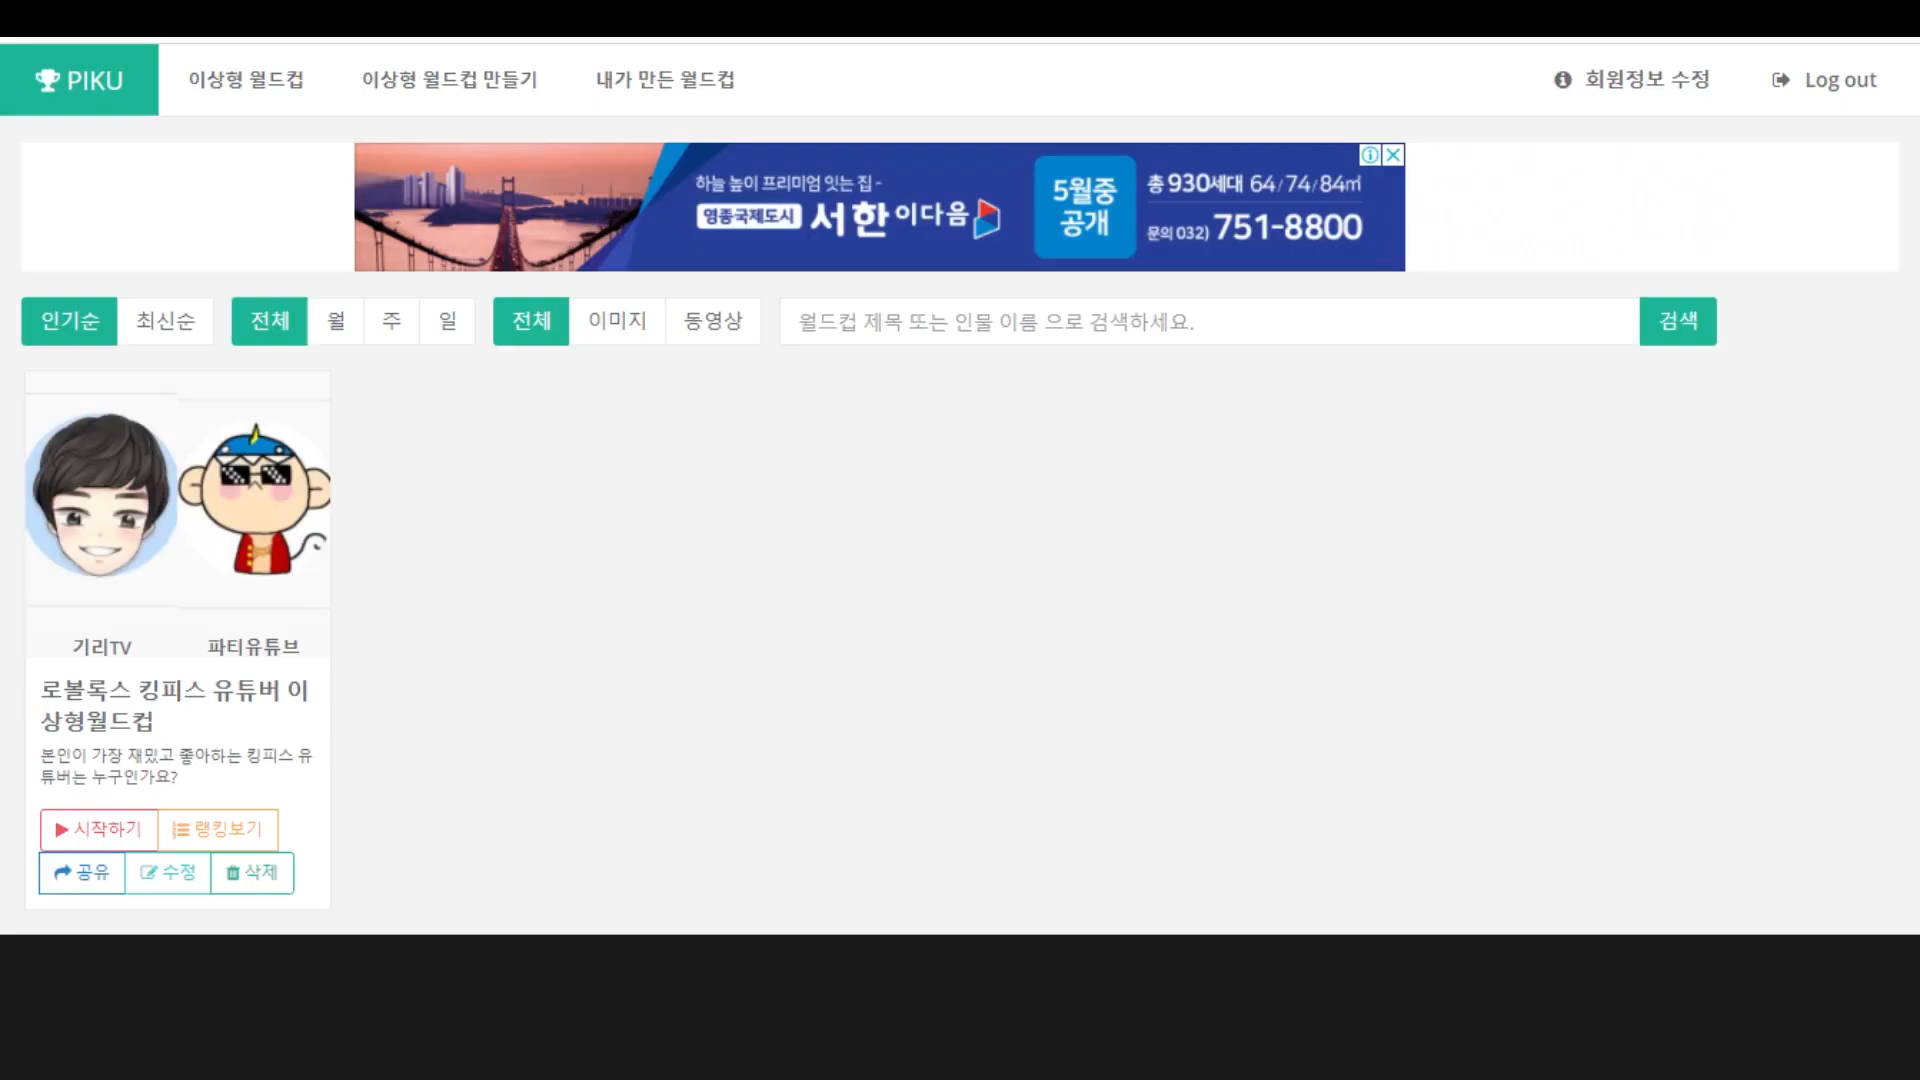 PIKU
이상형 월드컵
이상형 월드컵 만들기
내가 만든 월드컵
회원정보 수정
Log out
하늘 높이 프리미엄 잇는 집 -
영종국제도시 서한이다음
5월중
공개
총 930세대 64/74/84㎡
문의 032) 751-8800
인기순
최신순
전체
월
주
일
전체
이미지
동영상
월드컵 제목 또는 인물 이름 으로 검색하세요.
검색
기리TV
파티유튜브
로볼록스 킹피스 유튜버 이
상형월드컵
본인이 가장 재밌고 좋아하는 킹피스 유
튜버는 누구인가요?
시작하기
랭킹보기
공유
수정
삭제